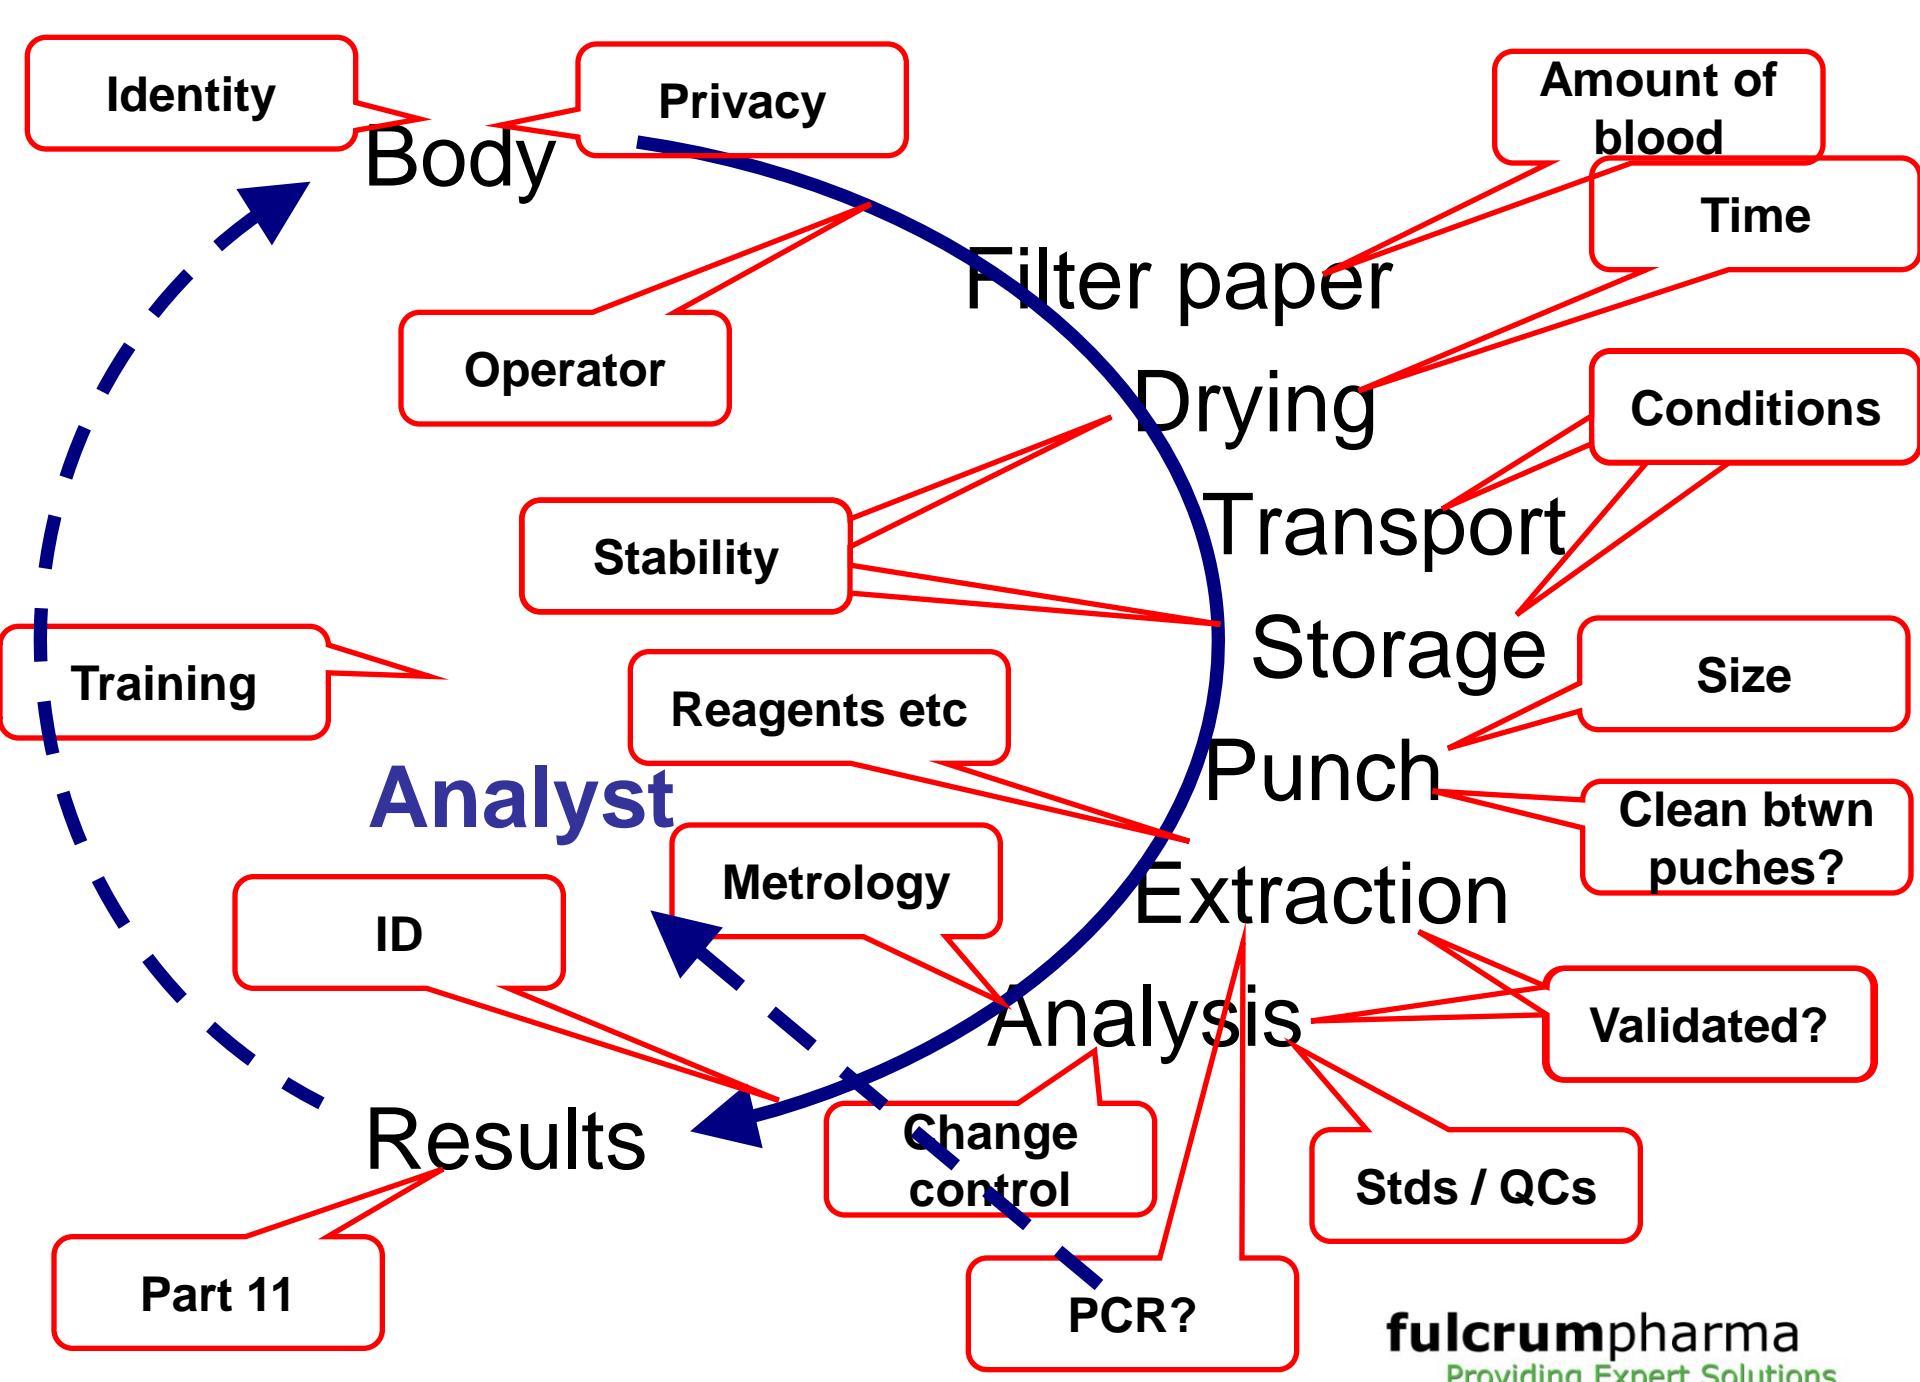 Identity
Privacy
Amount of
blood
Body
Time
Filter paper
Operator
Drying
Conditions
Transport
Stability
Storage
Size
Training
Reagents etc
Punch
Analyst
Clean btwn
puches?
Metrology
Extraction
ID
Analysis
Validated?
Results
Change
control
Stds / QCs
Part 11
PCR?
fulcrumpharma
Providing Expert Solutions